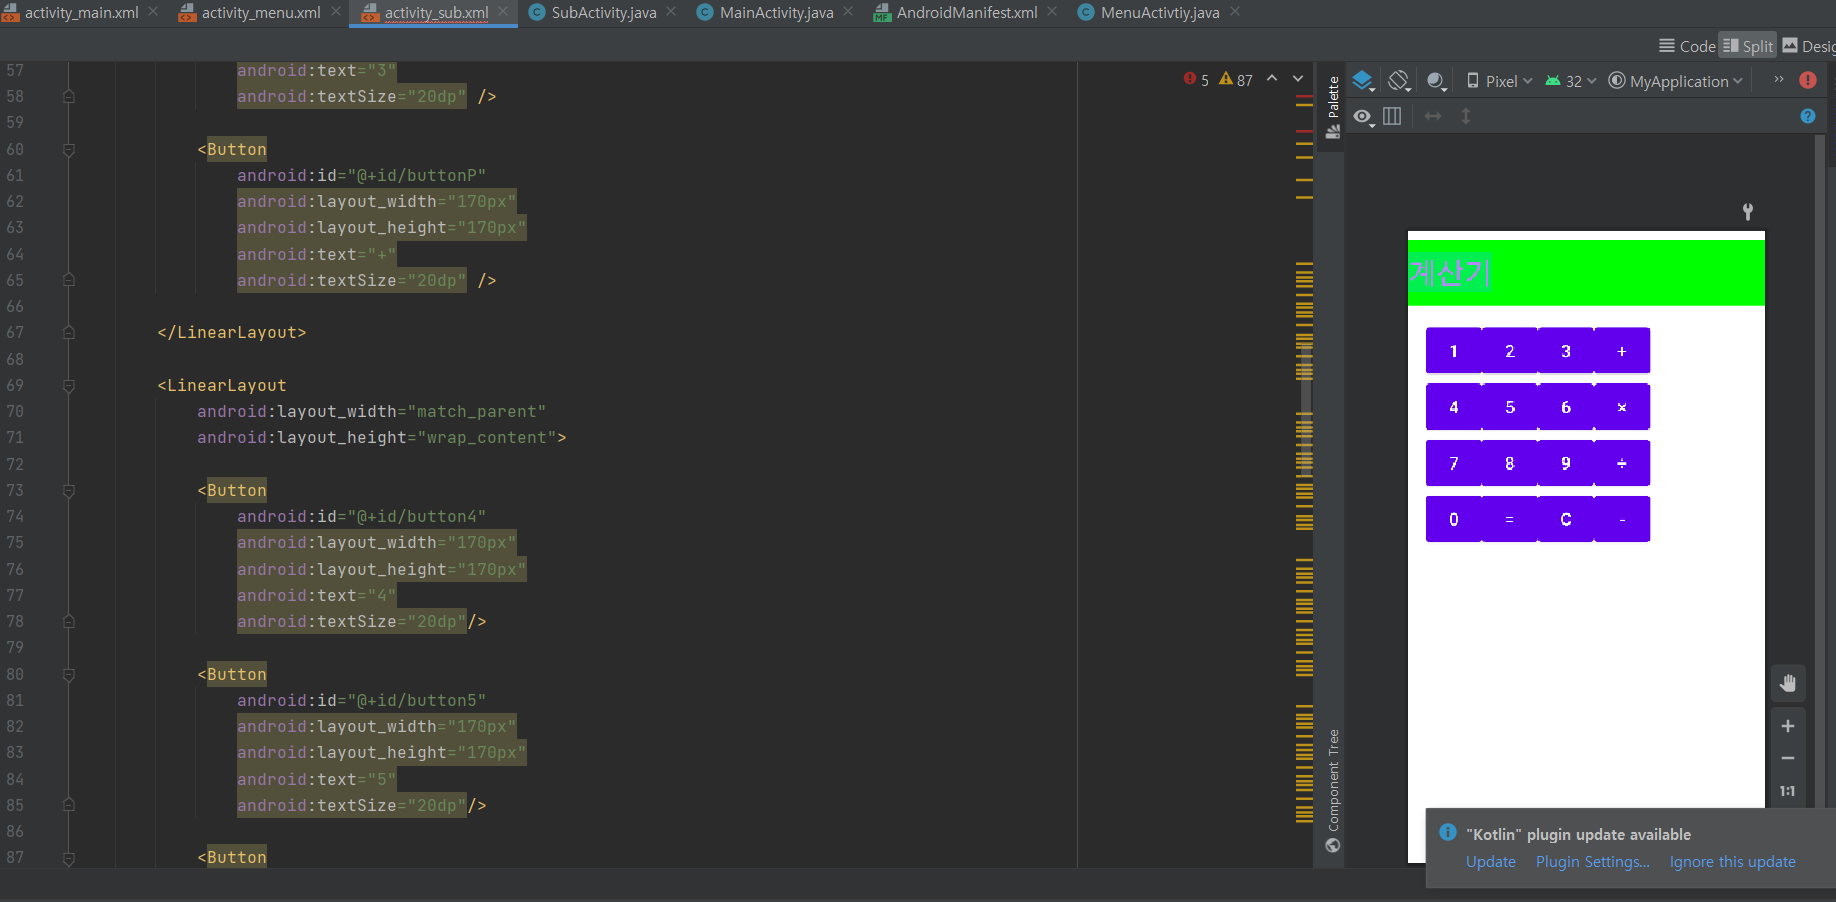 activity_main.xml activity_menu.xml activity_sub.xml SubActivity.java MainActivity.java AndroidManifest.xml MenuActivtiy.java
Code Split Desig
5 87
Pixel 32 MyApplication
Palette
57 android:text="3"
58 android:textSize="20dp" />
59
60 <Button
61 android:id="@+id/buttonP"
62 android:layout_width="170px"
63 android:layout_height="170px"
64 android:text="+"
65 android:textSize="20dp" />
66
67 </LinearLayout>
68
69 <LinearLayout
70 android:layout_width="match_parent"
71 android:layout_height="wrap_content">
72
73 <Button
74 android:id="@+id/button4"
75 android:layout_width="170px"
76 android:layout_height="170px"
77 android:text="4"
78 android:textSize="20dp"/>
79
80 <Button
81 android:id="@+id/button5"
82 android:layout_width="170px"
83 android:layout_height="170px"
84 android:text="5"
85 android:textSize="20dp"/>
86
87 <Button
Component Tree
계산기
1 2 3 +
4 5 6 ×
7 8 9 ÷
0 = C -
1:1
"Kotlin" plugin update available
Update Plugin Settings... Ignore this update